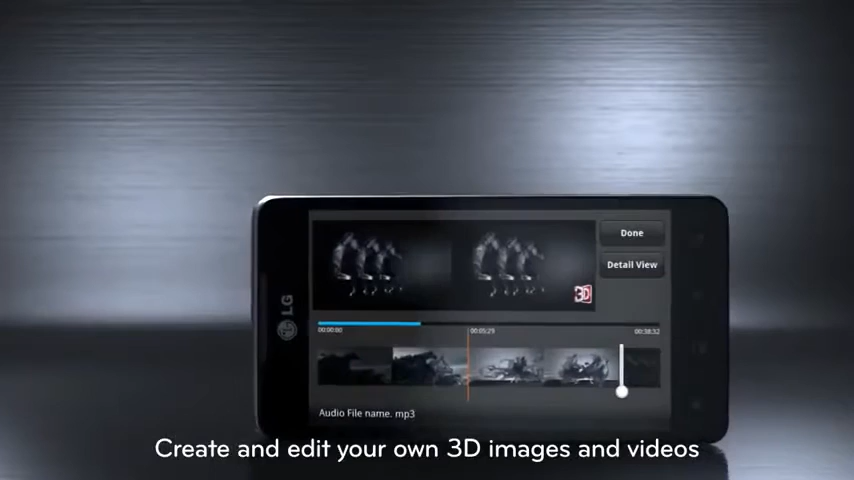 Done
Detail View
3D
LG
00:00:00
00:05:29
00:38:32
Audio File name. mp3
Create and edit your own 3D images and videos